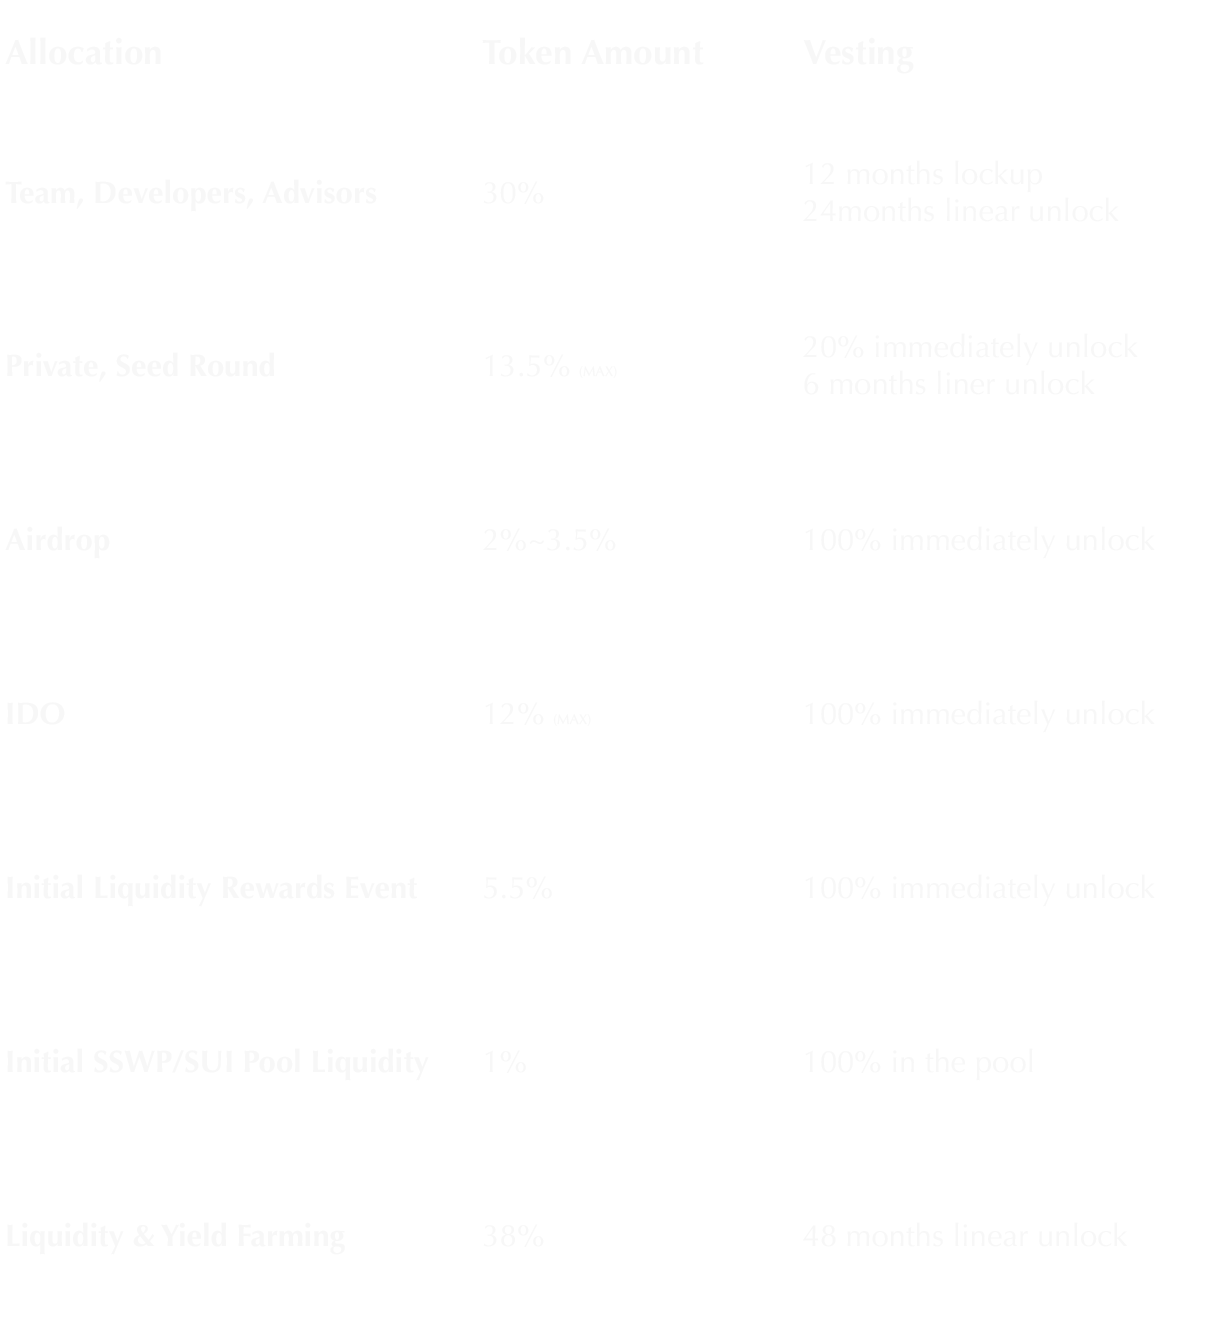 Allocation Token Amount Vesting
Team, Developers, Advisors 30% 12 months lockup
24months linear unlock
Private, Seed Round 13.5% (MAX) 20% immediately unlock
6 months liner unlock
Airdrop 2%~3.5% 100% immediately unlock
IDO 12% (MAX) 100% immediately unlock
Initial Liquidity Rewards Event 5.5% 100% immediately unlock
Initial SSWP/SUI Pool Liquidity 1% 100% in the pool
Liquidity & Yield Farming 38% 48 months linear unlock